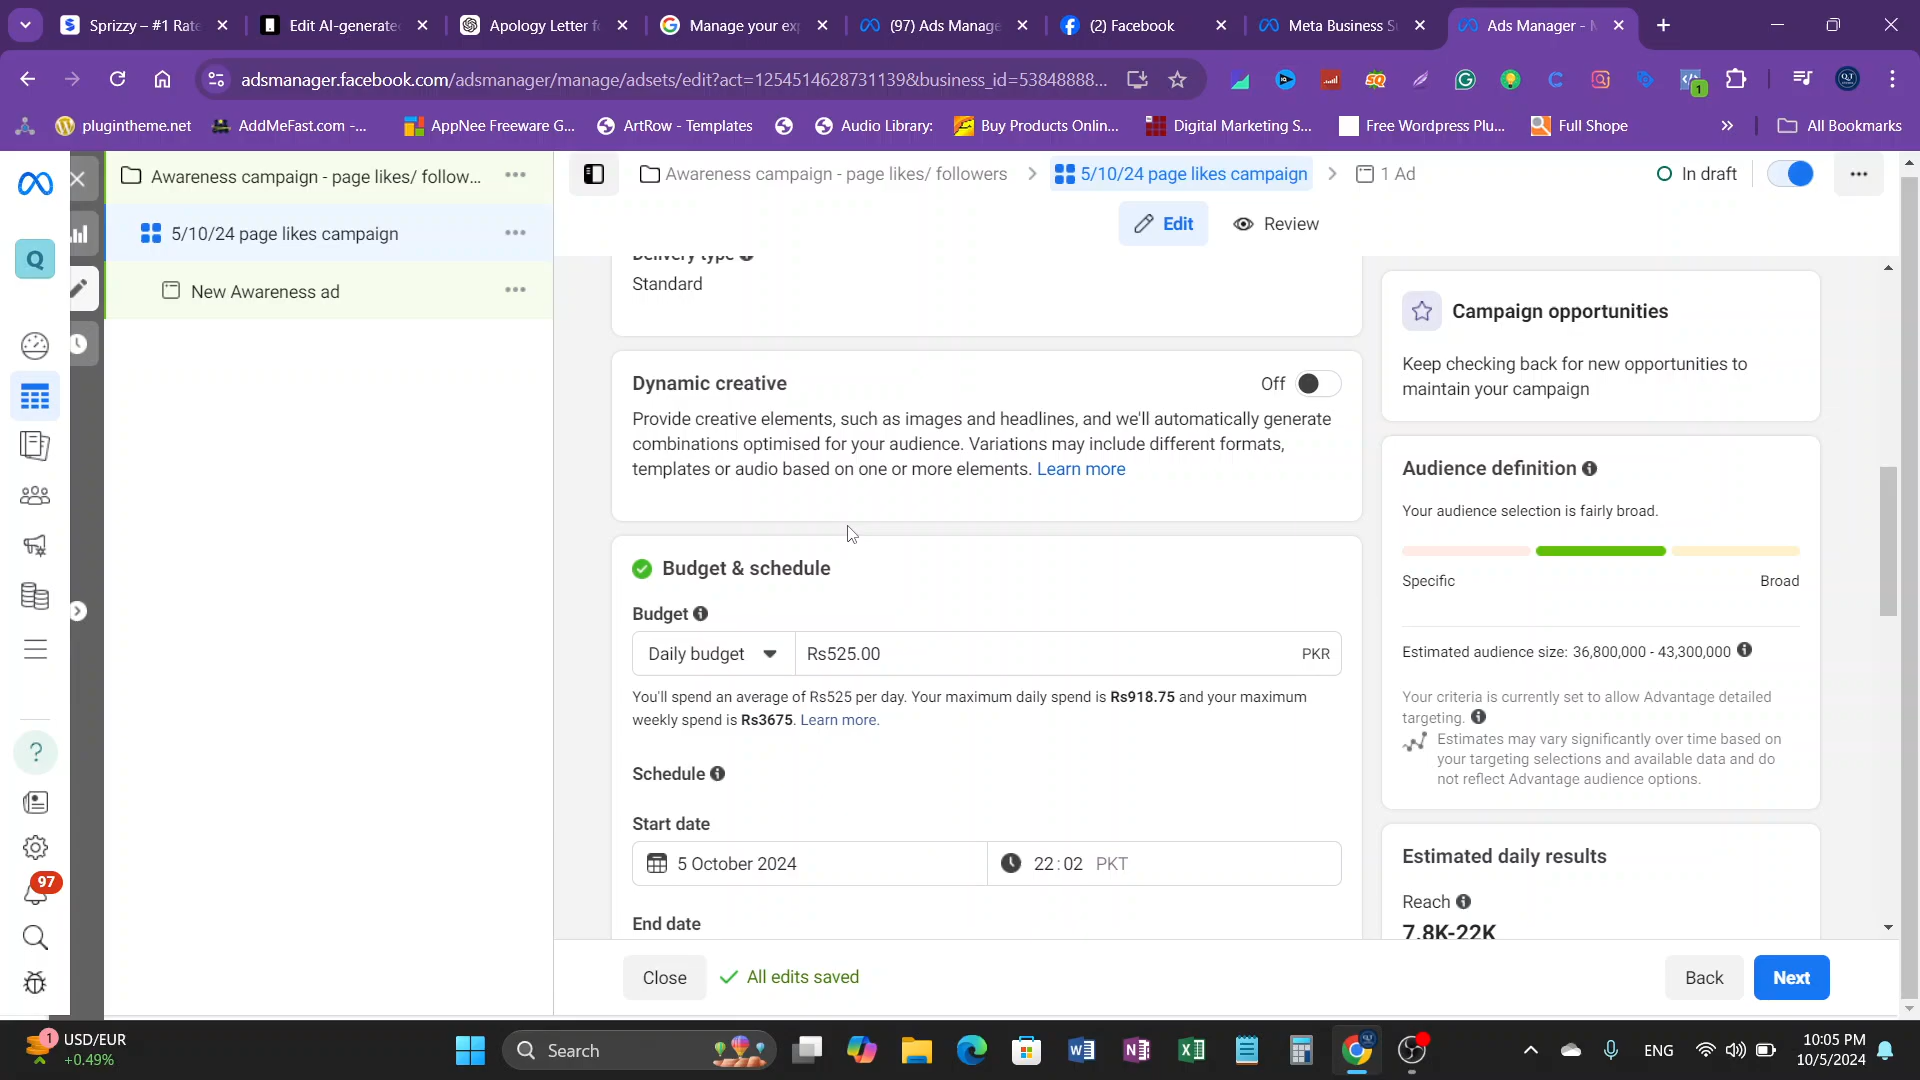 Sprizzy – #1 Rate
Edit AI-generate
Apology Letter f
Manage your ex
(97) Ads Manage
(2) Facebook
Meta Business S
Ads Manager - M
adsmanager.facebook.com/adsmanager/manage/adsets/edit?act=1254514628731139&business_id=53848888...
1
plugintheme.net
AddMeFast.com -...
AppNee Freeware G...
ArtRow - Templates
Audio Library:
Buy Products Onlin...
Digital Marketing S...
Free Wordpress Plu...
Full Shope
All Bookmarks
Awareness campaign - page likes/ follow...
Awareness campaign - page likes/ followers
5/10/24 page likes campaign
1 Ad
In draft
Edit
Review
5/10/24 page likes campaign
Q
New Awareness ad
Delivery type
Standard
Dynamic creative
Off
Provide creative elements, such as images and headlines, and we'll automatically generate
combinations optimised for your audience. Variations may include different formats,
templates or audio based on one or more elements. Learn more
Budget & schedule
Budget
Daily budget
Rs525.00
PKR
You'll spend an average of Rs525 per day. Your maximum daily spend is Rs918.75 and your maximum
weekly spend is Rs3675. Learn more.
Schedule
Start date
5 October 2024
22:02 PKT
End date
Campaign opportunities
Keep checking back for new opportunities to
maintain your campaign
Audience definition
Your audience selection is fairly broad.
Specific
Broad
Estimated audience size: 36,800,000 - 43,300,000
Your criteria is currently set to allow Advantage detailed
targeting.
Estimates may vary significantly over time based on
your targeting selections and available data and do
not reflect Advantage audience options.
Estimated daily results
Reach
7.8K-22K
97
Close
All edits saved
Back
Next
1
USD/EUR
+0.49%
Search
ENG
10:05 PM
10/5/2024